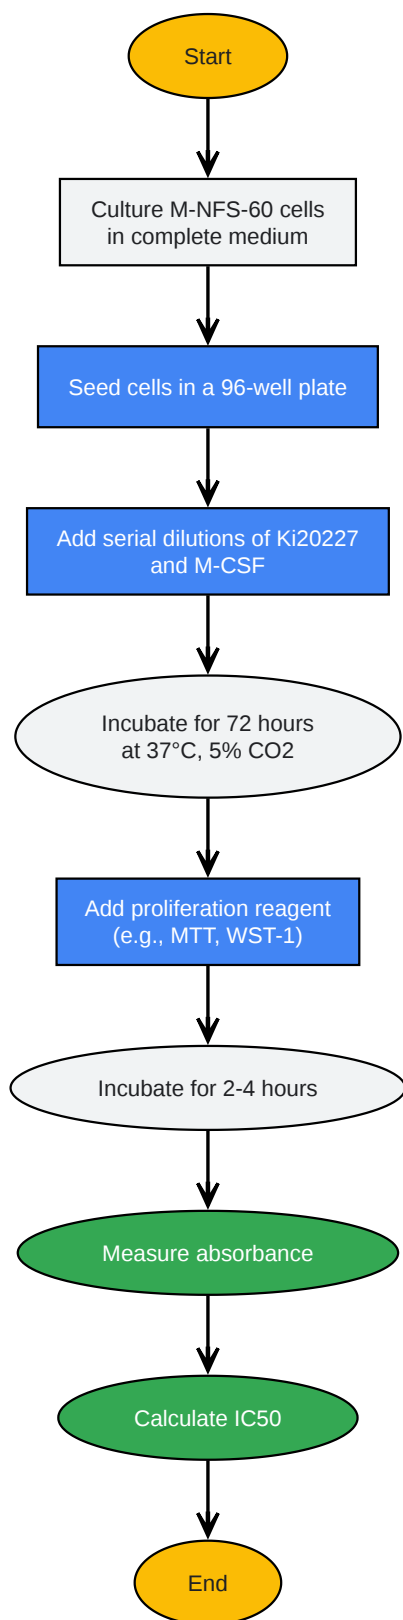 Start
Culture M-NFS-60 cells
in complete medium
Seed cells in a 96-well plate
Add serial dilutions of Ki20227
and M-CSF
Incubate for 72 hours
at 37°C, 5% CO2
Add proliferation reagent
(e.g., MTT, WST-1)
Incubate for 2-4 hours
Measure absorbance
Calculate IC50
End